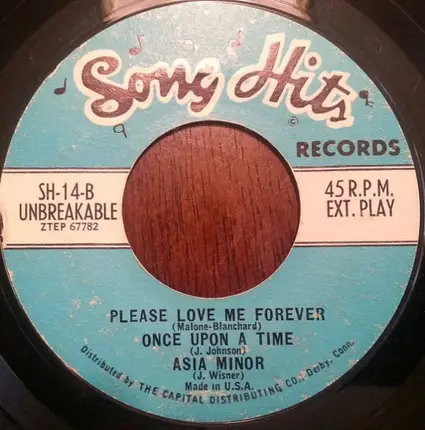 Song Hits
©
RECORDS
SH-14-B
UNBREAKABLE
ZTEP 67782
45 R.P.M.
EXT. PLAY
PLEASE LOVE ME FOREVER
(Malone-Blanchard)
ONCE UPON A TIME
(J. Johnson)
ASIA MINOR
(J. Wisner)
Made in U.S.A.
Distributed by THE CAPITAL DISTRIBUTING CO., Derby, Conn.